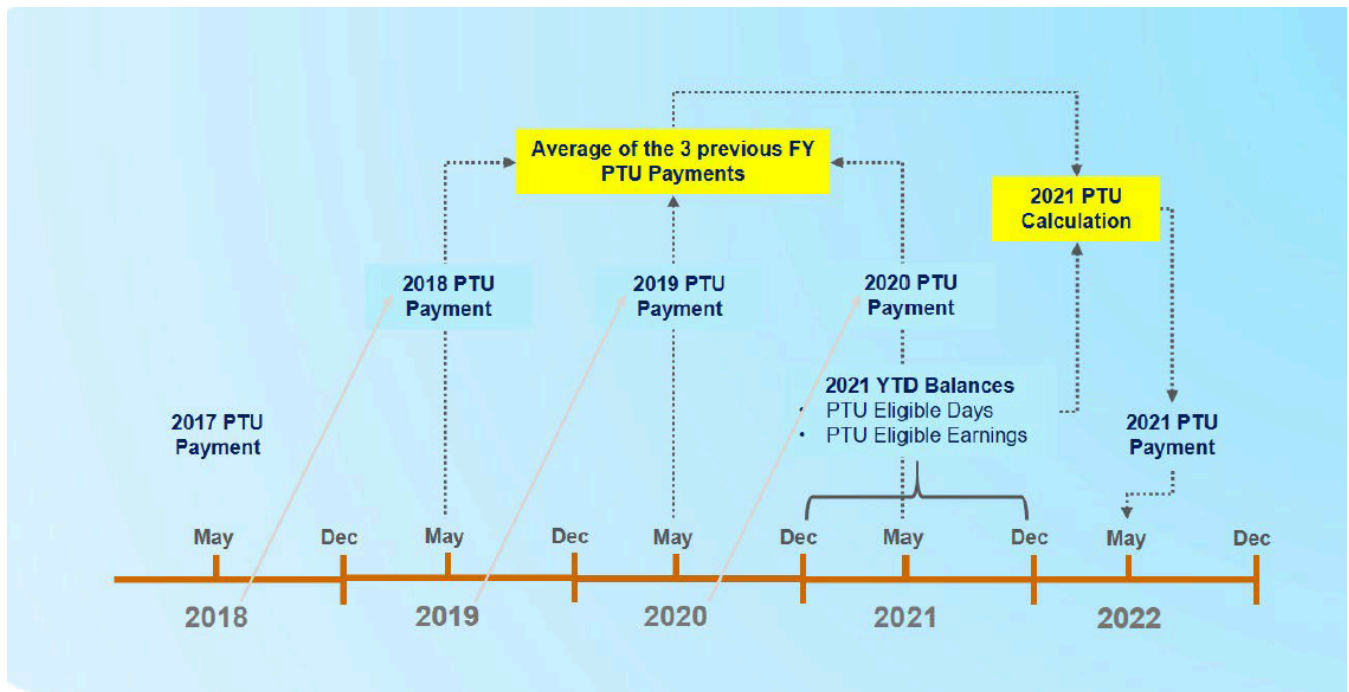 Average of the 3 previous FY
PTU Payments
2021 PTU
Calculation
2018 PTU
Payment
2019 PTU
Payment
2020 PTU
Payment
2017 PTU
Payment
2021 YTD Balances
• PTU Eligible Days
• PTU Eligible Earnings
2021 PTU
Payment
May Dec May Dec May Dec May Dec May Dec
2018 2019 2020 2021 2022